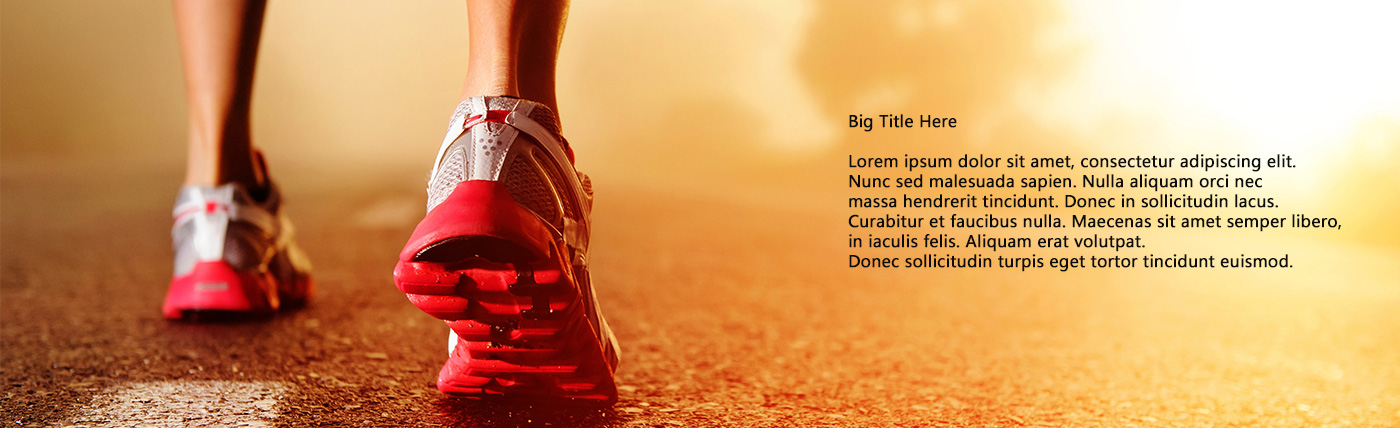 Big Title Here
Lorem ipsum dolor sit amet, consectetur adipiscing elit.
Nunc sed malesuada sapien. Nulla aliquam orci nec
massa hendrerit tincidunt. Donec in sollicitudin lacus.
Curabitur et faucibus nulla. Maecenas sit amet semper libero,
in iaculis felis. Aliquam erat volutpat.
Donec sollicitudin turpis eget tortor tincidunt euismod.